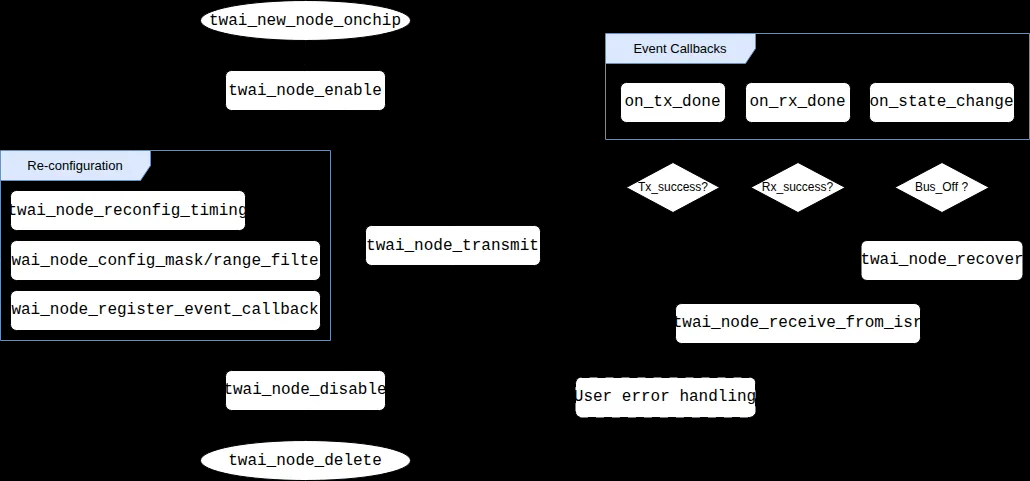 twai_new_node_onchip
twai_node_enable
Event Callbacks
on_tx_done
on_rx_done
on_state_change
Re-configuration
twai_node_reconfig_timing
wai_node_config_mask/range_filte
wai_node_register_event_callback
Tx_success?
Rx_success?
Bus_Off ?
twai_node_transmit
twai_node_recover
twai_node_receive_from_isr
twai_node_disable
User error handling
twai_node_delete